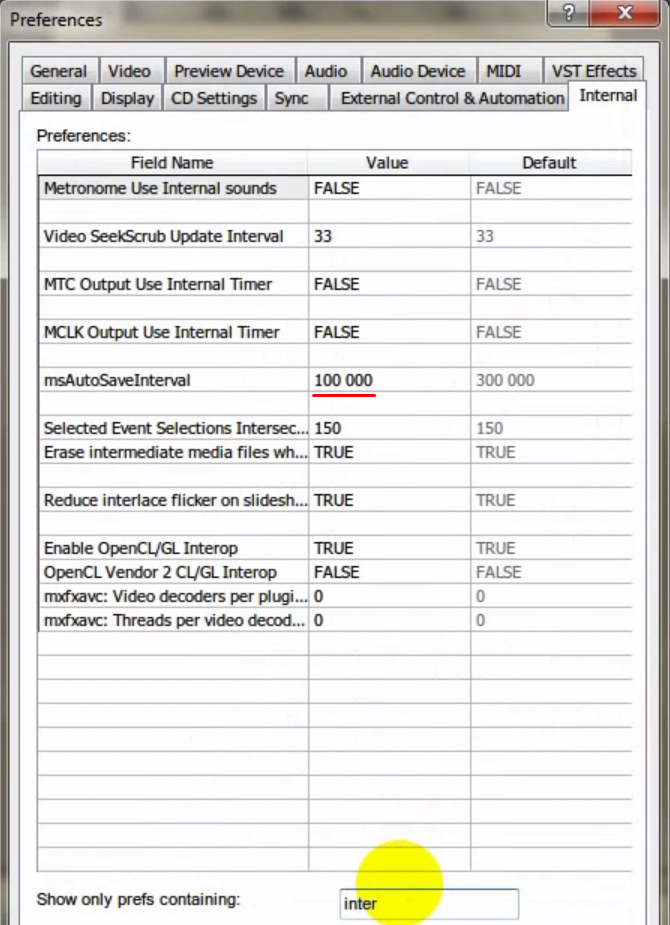 Preferences
?
General Video Preview Device Audio Audio Device MIDI VST Effects
Editing Display CD Settings Sync External Control & Automation Internal
Preferences:
Field Name Value Default
Metronome Use Internal sounds FALSE FALSE
Video SeekScrub Update Interval 33 33
MTC Output Use Internal Timer FALSE FALSE
MCLK Output Use Internal Timer FALSE FALSE
msAutoSaveInterval 100 000 300 000
Selected Event Selections Intersec... 150 150
Erase intermediate media files wh... TRUE TRUE
Reduce interlace flicker on slidesh... TRUE TRUE
Enable OpenCL/GL Interop TRUE TRUE
OpenCL Vendor 2 CL/GL Interop FALSE FALSE
mxfxavc: Video decoders per plugi... 0 0
mxfxavc: Threads per video decod... 0 0
Show only prefs containing: inter